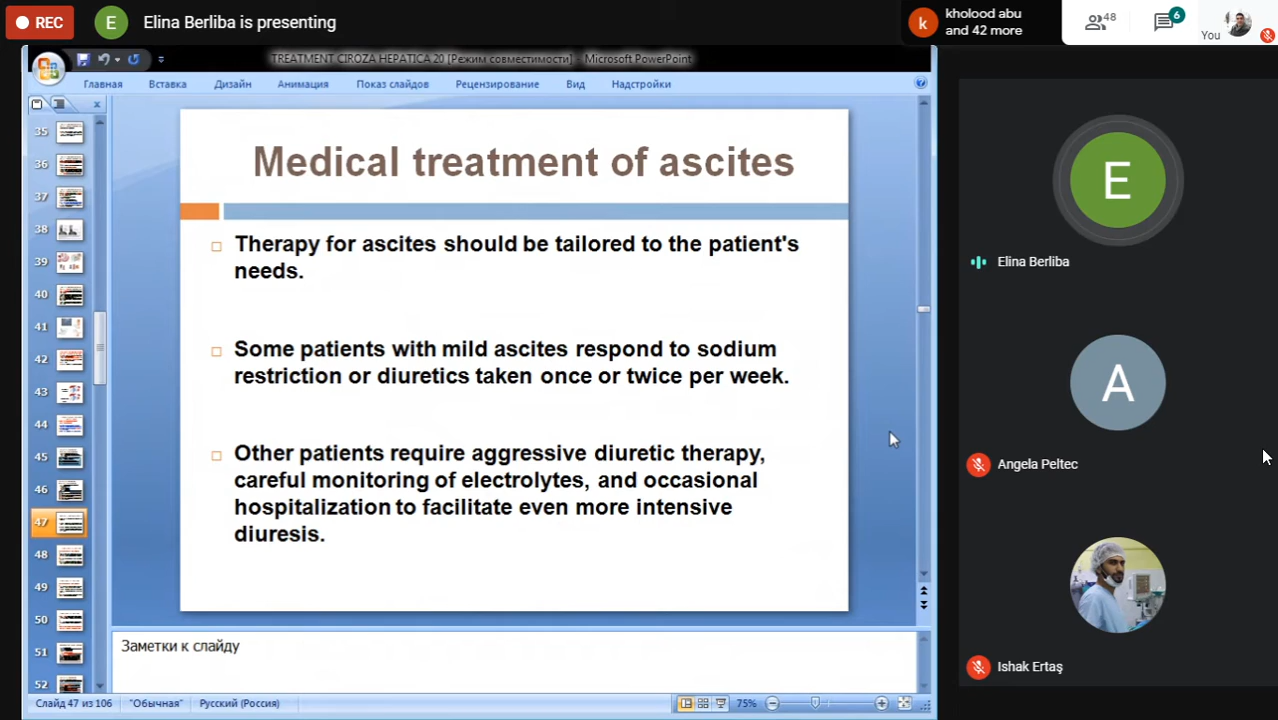 REC
E
Elina Berliba is presenting
k
kholood abu
and 42 more
48
6
You
TREATMENT CIROZA HEPATICA 20 [Режим совместимости] - Microsoft PowerPoint
Главная Вставка Дизайн Анимация Показ слайдов Рецензирование Вид Надстройки
35
36
37
38
39
40
41
42
43
44
45
46
47
48
49
50
51
52
Medical treatment of ascites
Therapy for ascites should be tailored to the patient's
needs.
Some patients with mild ascites respond to sodium
restriction or diuretics taken once or twice per week.
Other patients require aggressive diuretic therapy,
careful monitoring of electrolytes, and occasional
hospitalization to facilitate even more intensive
diuresis.
Заметки к слайду
Слайд 47 из 106 "Обычная" Русский (Россия) 75%
E
Elina Berliba
A
Angela Peltec
Ishak Ertaş